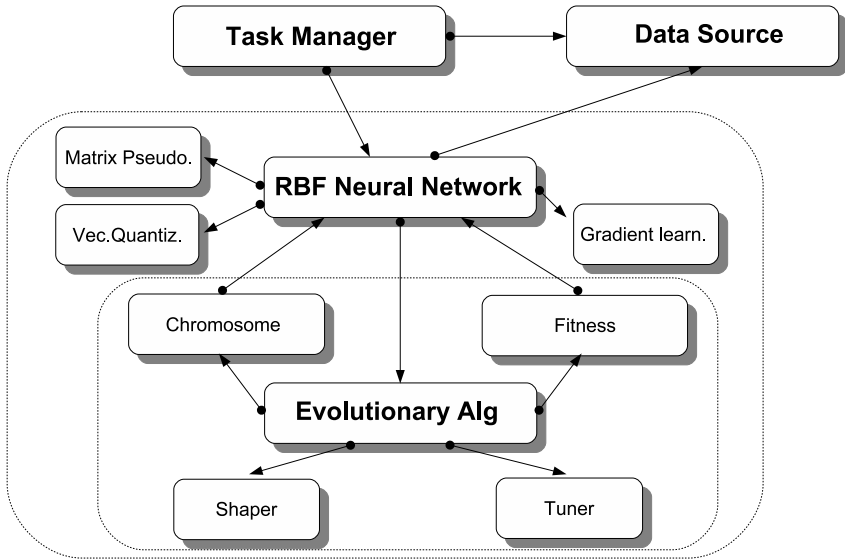 Task Manager
Data Source
Matrix Pseudo.
RBF Neural Network
Vec.Quantiz.
Gradient learn.
Chromosome
Fitness
Evolutionary Alg
Shaper
Tuner